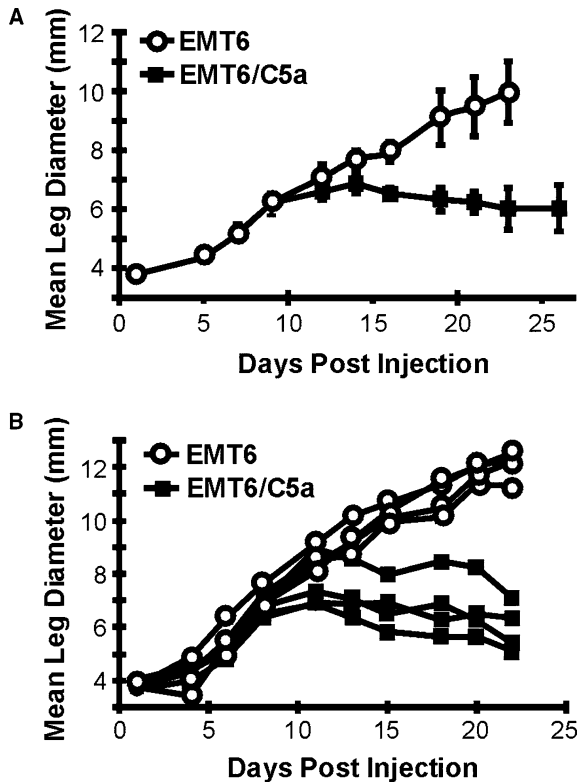 A
Mean Leg Diameter (mm)
12
10
8
6
4
EMT6
EMT6/C5a
0 5 10 15 20 25
Days Post Injection
B
Mean Leg Diameter (mm)
12
10
8
6
4
EMT6
EMT6/C5a
0 5 10 15 20 25
Days Post Injection